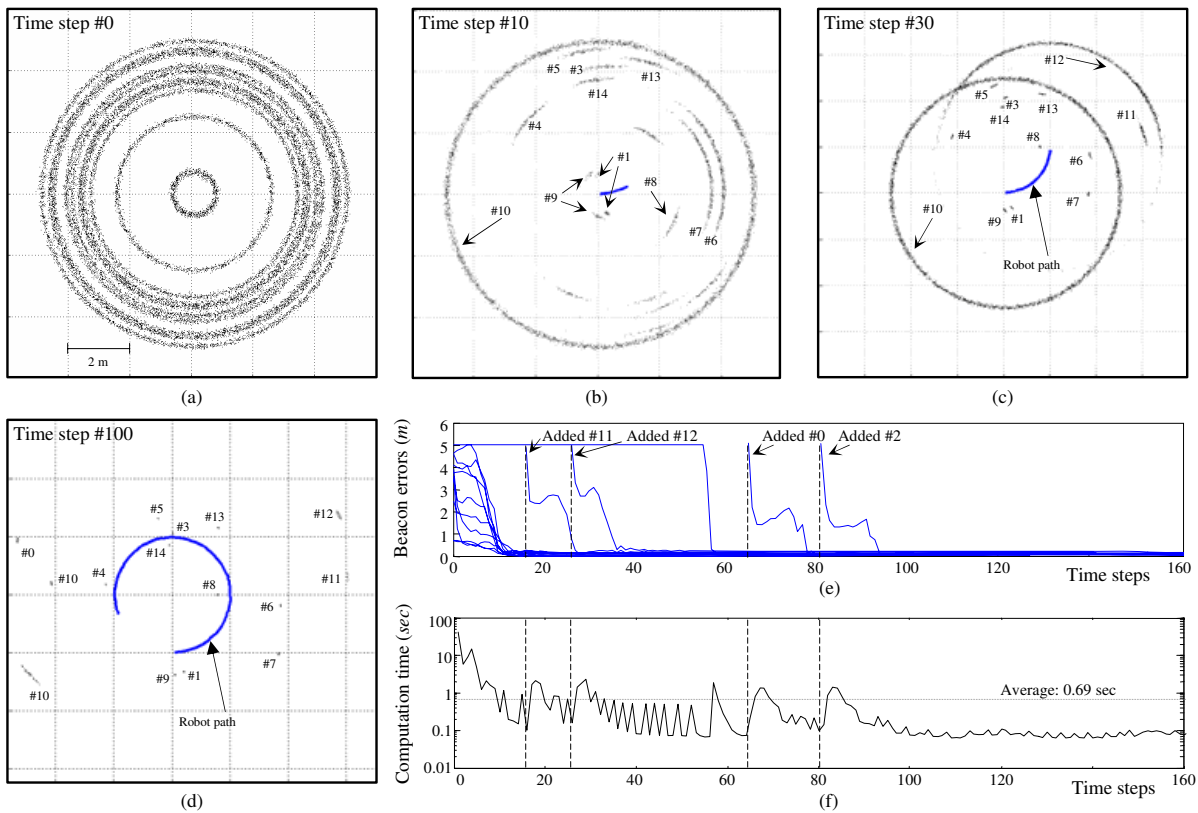 Time step #0
2 m
(a)
Time step #10
#5 #3 #13
#14
#4
#1
#9
#8
#10
#7
#6
(b)
Time step #30
#12
#5
#3 #13
#14
#11
#4
#8
#6
#10
#7
#9 #1
Robot path
(c)
Time step #100
#5
#3
#13
#12
#0
#14
#10
#4
#8
#11
#6
#7
#9 #1
#10
Robot path
(d)
Beacon errors (m)
6
5
4
3
2
1
0
Added #11 Added #12 Added #0 Added #2
0 20 40 60 80 100 120 160
Time steps
(e)
Computation time (sec)
100
10
1
0.1
0.01
Average: 0.69 sec
0 20 40 60 80 100 120 160
Time steps
(f)